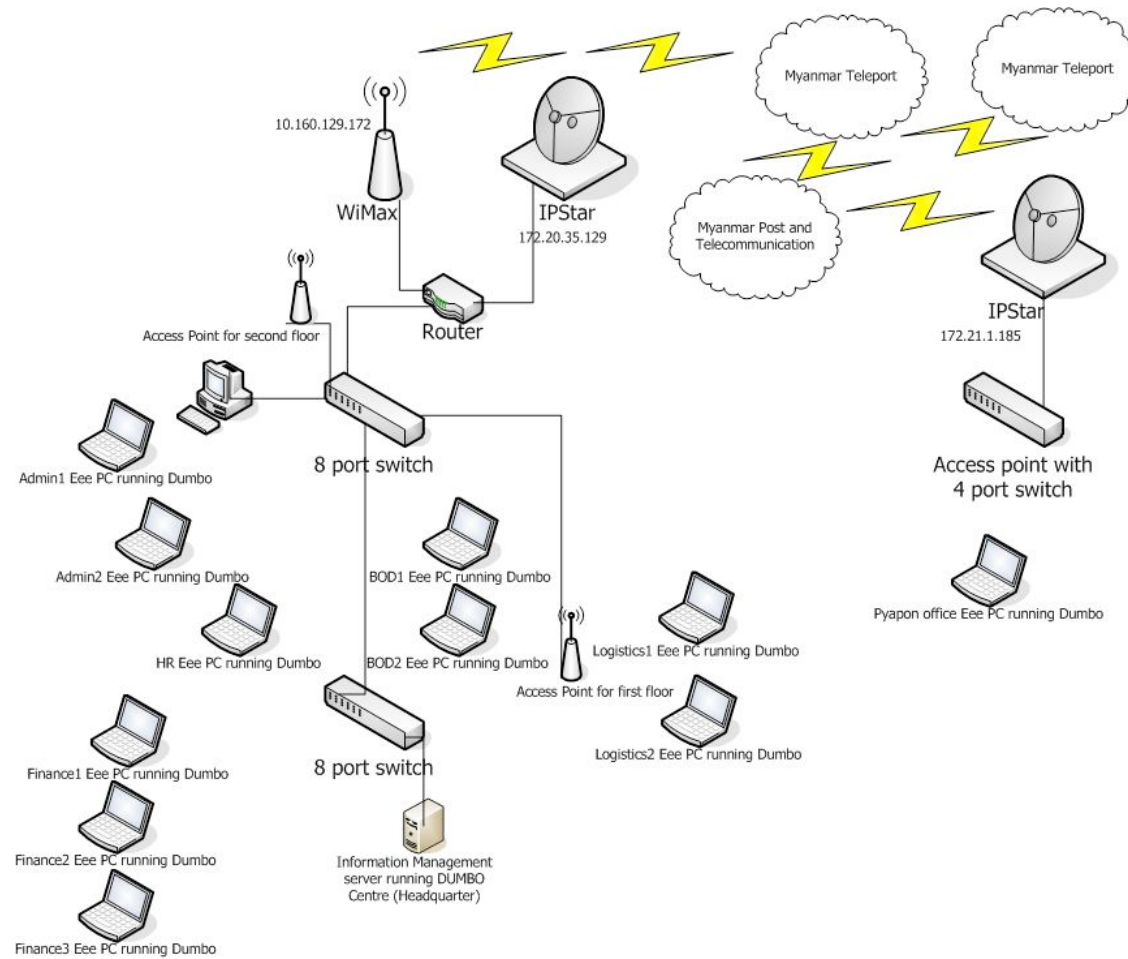 Myanmar Teleport
Myanmar Teleport
10.160.129.172
WiMax
IPStar
172.20.35.129
Myanmar Post and
Telecommunication
Router
IPStar
172.21.1.185
Access Point for second floor
8 port switch
Access point with
4 port switch
Admin1 Eee PC running Dumbo
Admin2 Eee PC running Dumbo
BOD1 Eee PC running Dumbo
Pyapon office Eee PC running Dumbo
HR Eee PC running Dumbo
BOD2 Eee PC running Dumbo
Logistics1 Eee PC running Dumbo
Access Point for first floor
Logistics2 Eee PC running Dumbo
8 port switch
Finance1 Eee PC running Dumbo
Finance2 Eee PC running Dumbo
Information Management
server running DUMBO
Centre (Headquarter)
Finance3 Eee PC running Dumbo